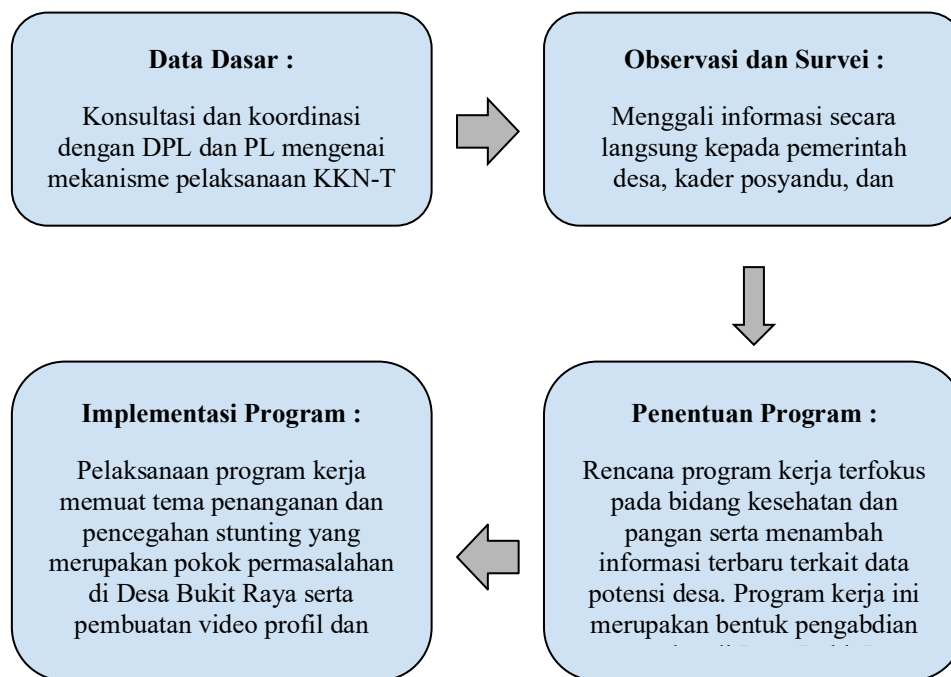 Data Dasar :
Konsultasi dan koordinasi
dengan DPL dan PL mengenai
mekanisme pelaksanaan KKN-T
Observasi dan Survei :
Menggali informasi secara
langsung kepada pemerintah
desa, kader posyandu, dan
Penentuan Program :
Rencana program kerja terfokus
pada bidang kesehatan dan
pangan serta menambah
informasi terbaru terkait data
potensi desa. Program kerja ini
merupakan bentuk pengabdian
Implementasi Program :
Pelaksanaan program kerja
memuat tema penanganan dan
pencegahan stunting yang
merupakan pokok permasalahan
di Desa Bukit Raya serta
pembuatan video profil dan